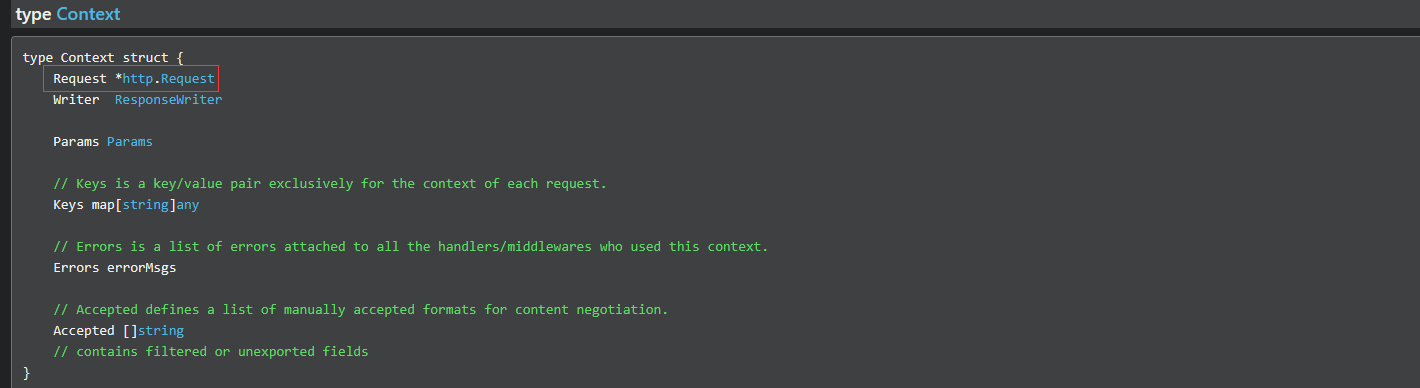 type Context
type Context struct {
    Request *http.Request
    Writer  ResponseWriter

    Params Params

    // Keys is a key/value pair exclusively for the context of each request.
    Keys map[string]any

    // Errors is a list of errors attached to all the handlers/middlewares who used this context.
    Errors errorMsgs

    // Accepted defines a list of manually accepted formats for content negotiation.
    Accepted []string
    // contains filtered or unexported fields
}